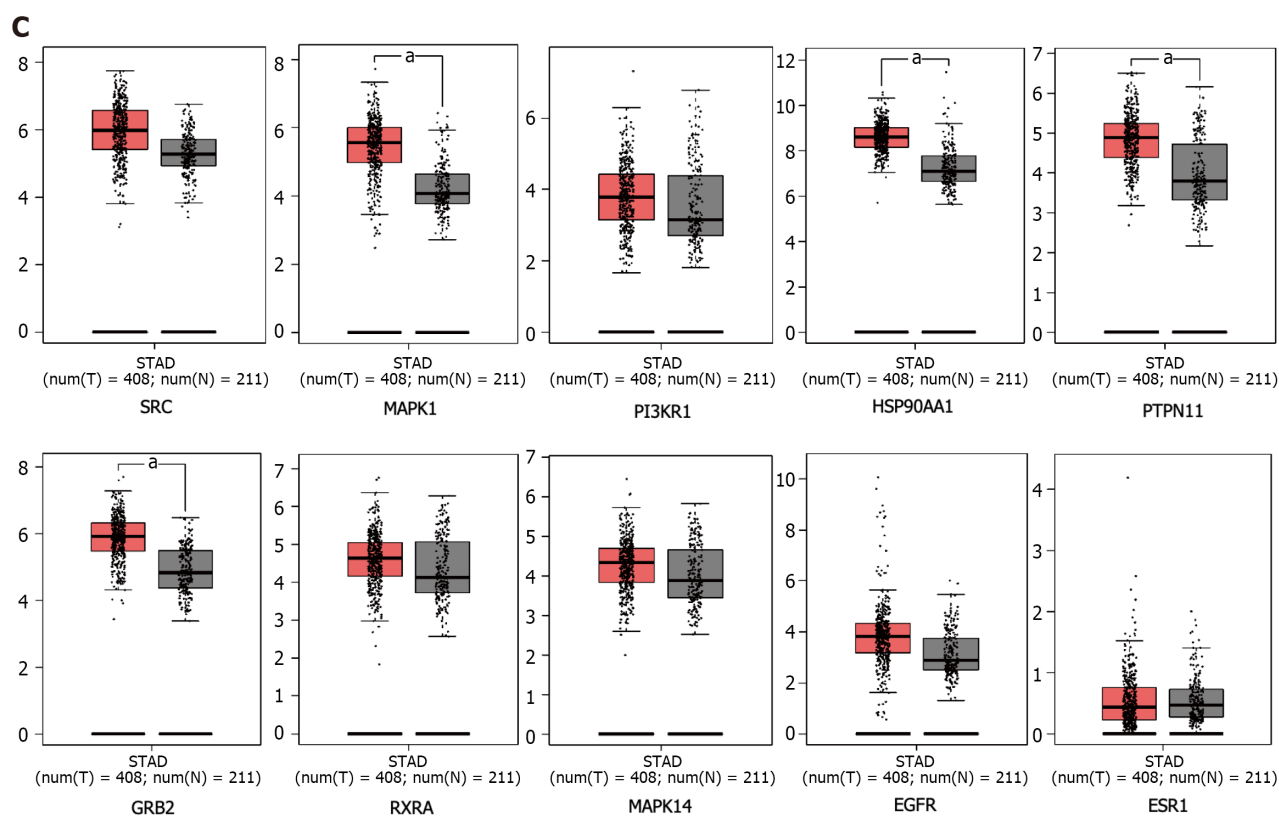 C
8
6
4
2
0
STAD
(num(T) = 408; num(N) = 211)
SRC
a
8
6
4
2
0
STAD
(num(T) = 408; num(N) = 211)
MAPK1
6
4
2
0
STAD
(num(T) = 408; num(N) = 211)
PI3KR1
a
12
10
8
6
4
2
0
STAD
(num(T) = 408; num(N) = 211)
HSP90AA1
a
7
6
5
4
3
2
1
0
STAD
(num(T) = 408; num(N) = 211)
PTPN11
a
8
6
4
2
0
STAD
(num(T) = 408; num(N) = 211)
GRB2
7
6
5
4
3
2
1
0
STAD
(num(T) = 408; num(N) = 211)
RXRA
7
6
5
4
3
2
1
0
STAD
(num(T) = 408; num(N) = 211)
MAPK14
10
8
6
4
2
0
STAD
(num(T) = 408; num(N) = 211)
EGFR
4
3
2
1
0
STAD
(num(T) = 408; num(N) = 211)
ESR1